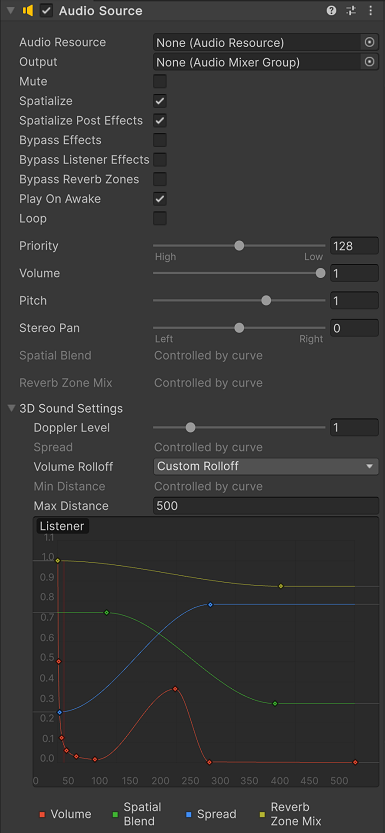 Audio Source
Audio Resource None (Audio Resource)
Output None (Audio Mixer Group)
Mute
Spatialize
Spatialize Post Effects
Bypass Effects
Bypass Listener Effects
Bypass Reverb Zones
Play On Awake
Loop
Priority 128
High Low
Volume 1
Pitch 1
Stereo Pan 0
Left Right
Spatial Blend Controlled by curve
Reverb Zone Mix Controlled by curve
3D Sound Settings
Doppler Level 1
Spread Controlled by curve
Volume Rolloff Custom Rolloff
Min Distance Controlled by curve
Max Distance 500
Listener
1.1
1.0
0.9
0.8
0.7
0.6
0.5
0.4
0.3
0.2
0.1
0.0
0 50 100 150 200 250 300 350 400 450 500
Volume Spatial Blend Spread Reverb Zone Mix